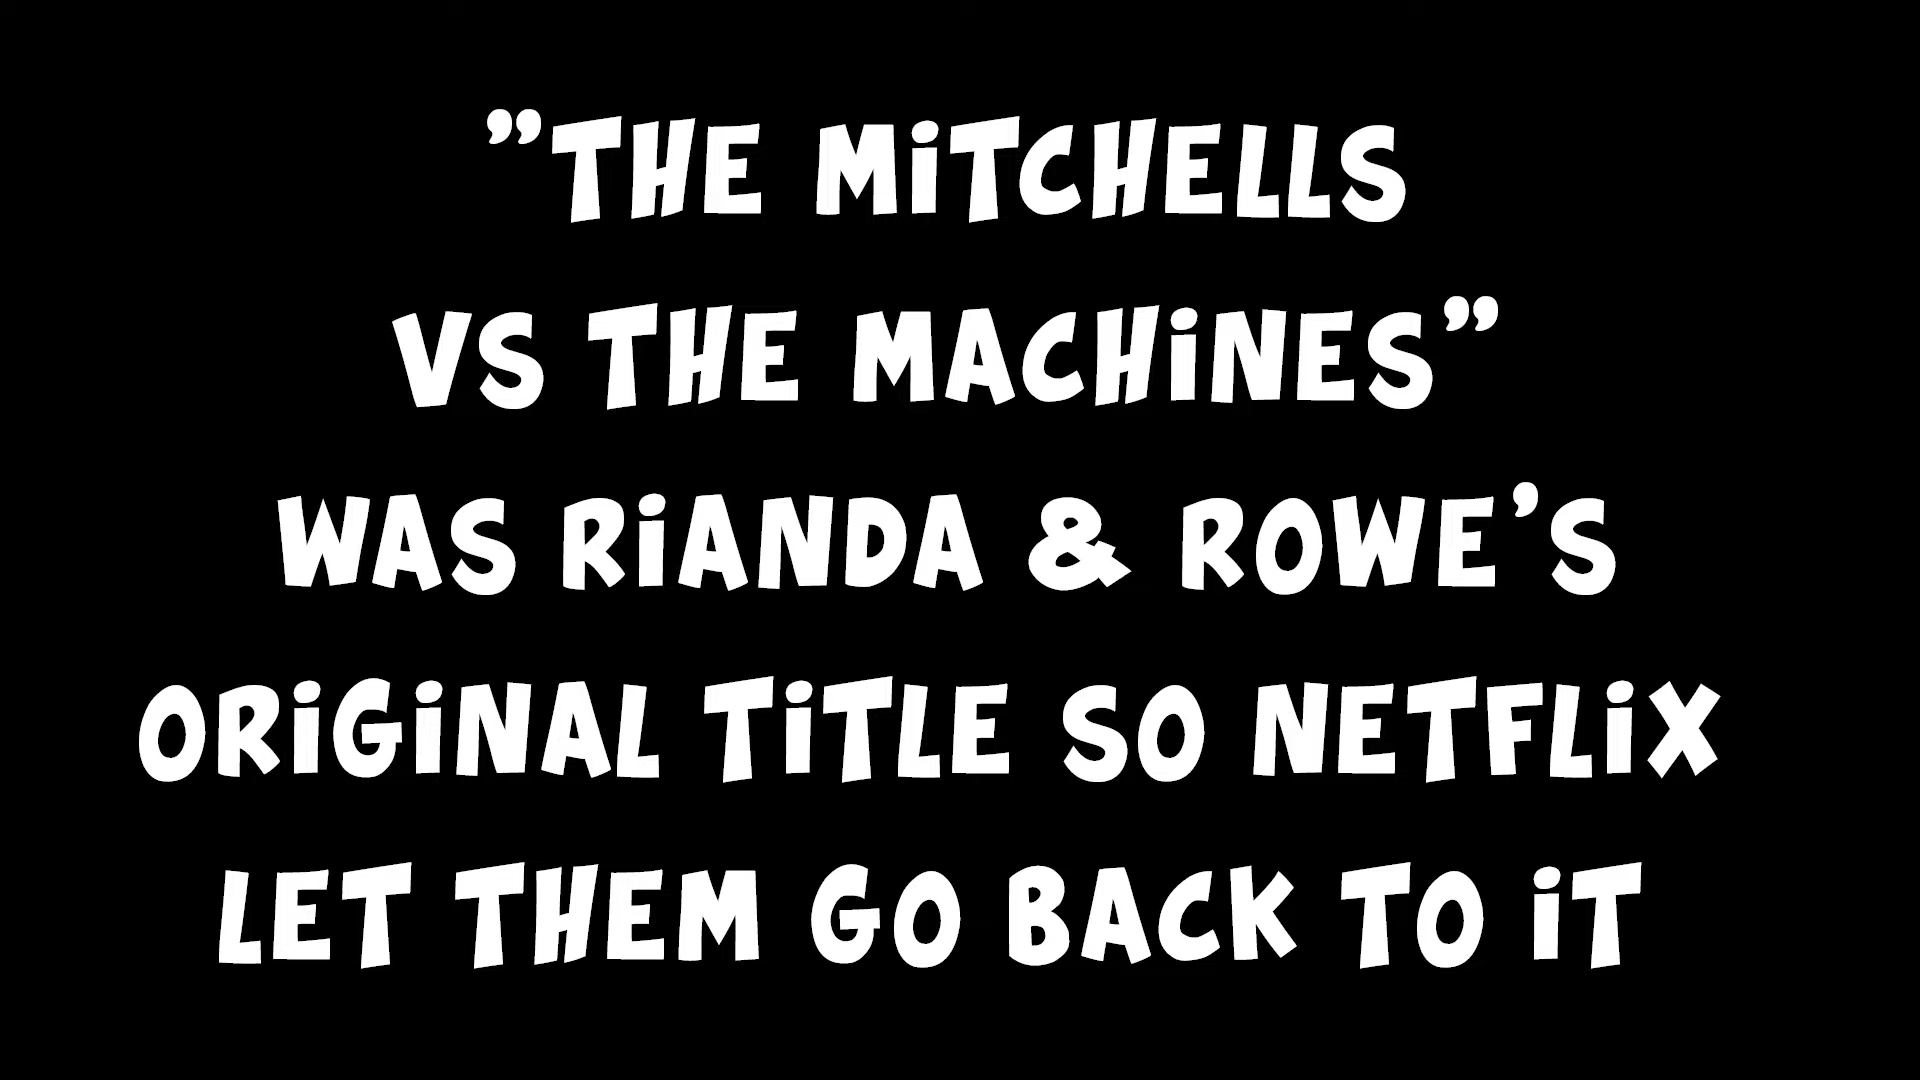 ”THE MiTCHELLS
VS THE MACHiNES”
WAS RiANDA & ROWE’S
ORiGiNAL TiTLE SO NETFLiX
LET THEM GO BACK TO iT